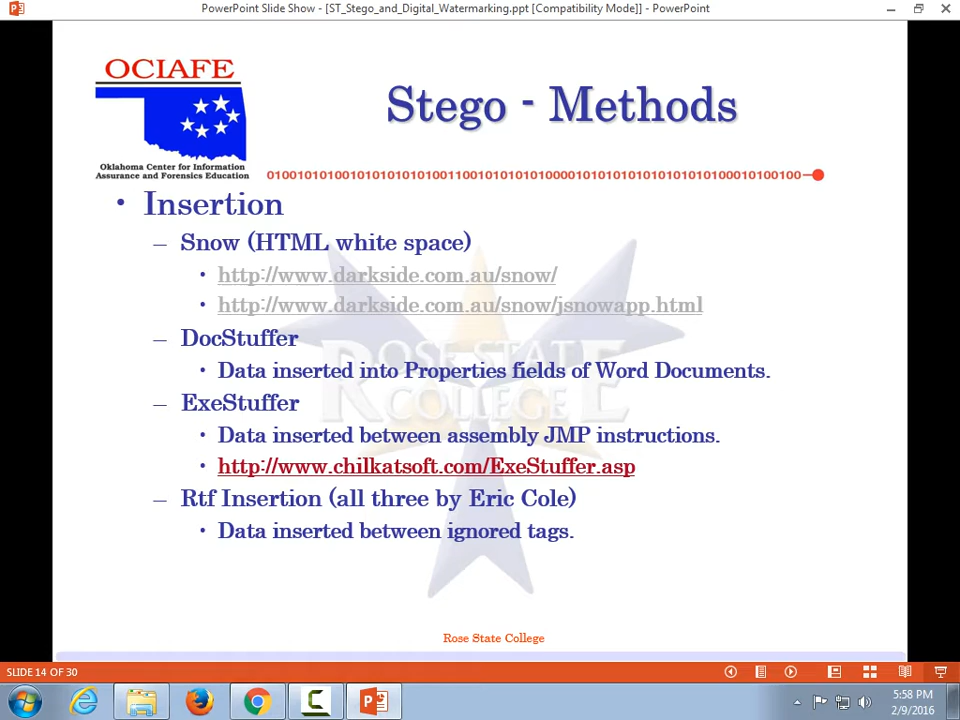 PowerPoint Slide Show - [ST_Stego_and_Digital_Watermarking.ppt [Compatibility Mode]] - PowerPoint
OCIAFE
Oklahoma Center for Information
Assurance and Forensics Education
Stego - Methods
0100101010010101010101010011001010101010000101010101010101010100010100100
• Insertion
– Snow (HTML white space)
• http://www.darkside.com.au/snow/
• http://www.darkside.com.au/snow/jsnowapp.html
– DocStuffer
• Data inserted into Properties fields of Word Documents.
– ExeStuffer
• Data inserted between assembly JMP instructions.
• http://www.chilkatsoft.com/ExeStuffer.asp
– Rtf Insertion (all three by Eric Cole)
• Data inserted between ignored tags.
ROSE STATE
COLLEGE
Rose State College
SLIDE 14 OF 30
5:58 PM
2/9/2016